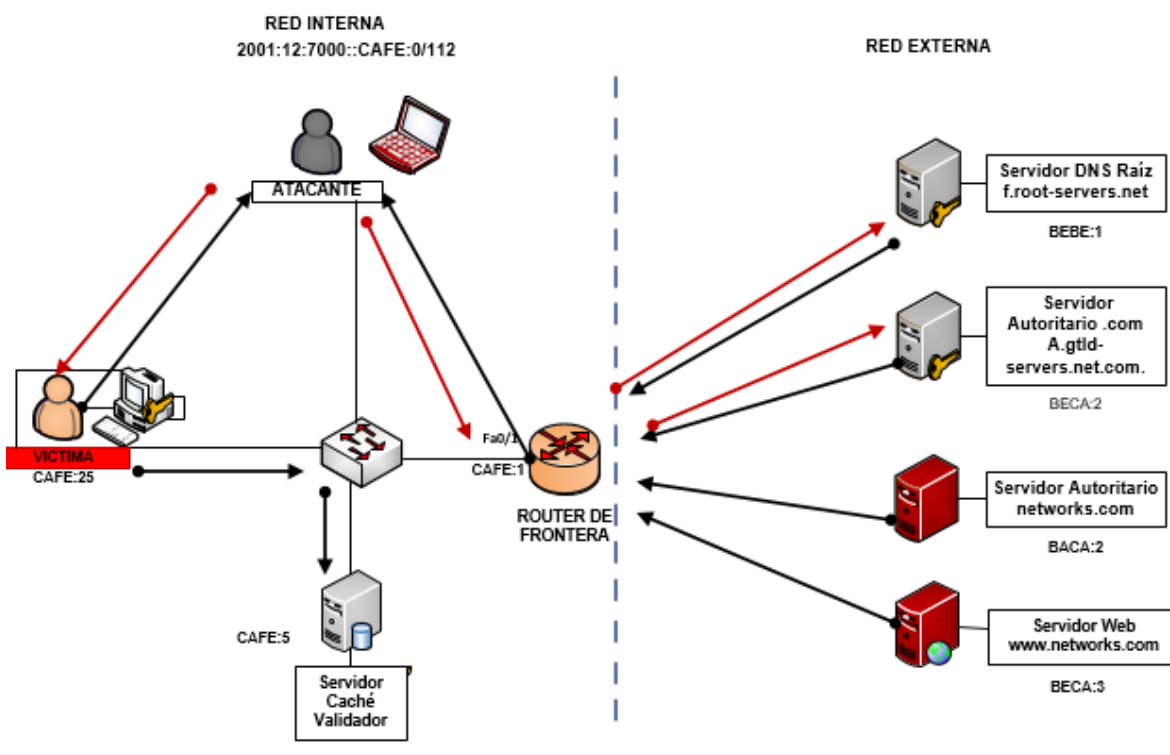 RED INTERNA
2001:12:7000::CAFE:0/112
RED EXTERNA
ATACANTE
Servidor DNS Raíz
f.root-servers.net
BEBE:1
Servidor
Autoritario .com
A.gtld-
servers.net.com.
BECA:2
VICTIMA
CAFE:25
Fa0/1
CAFE:1
ROUTER DE
FRONTERA
Servidor Autoritario
networks.com
BACA:2
CAFE:5
Servidor
Caché
Validador
Servidor Web
www.networks.com
BECA:3